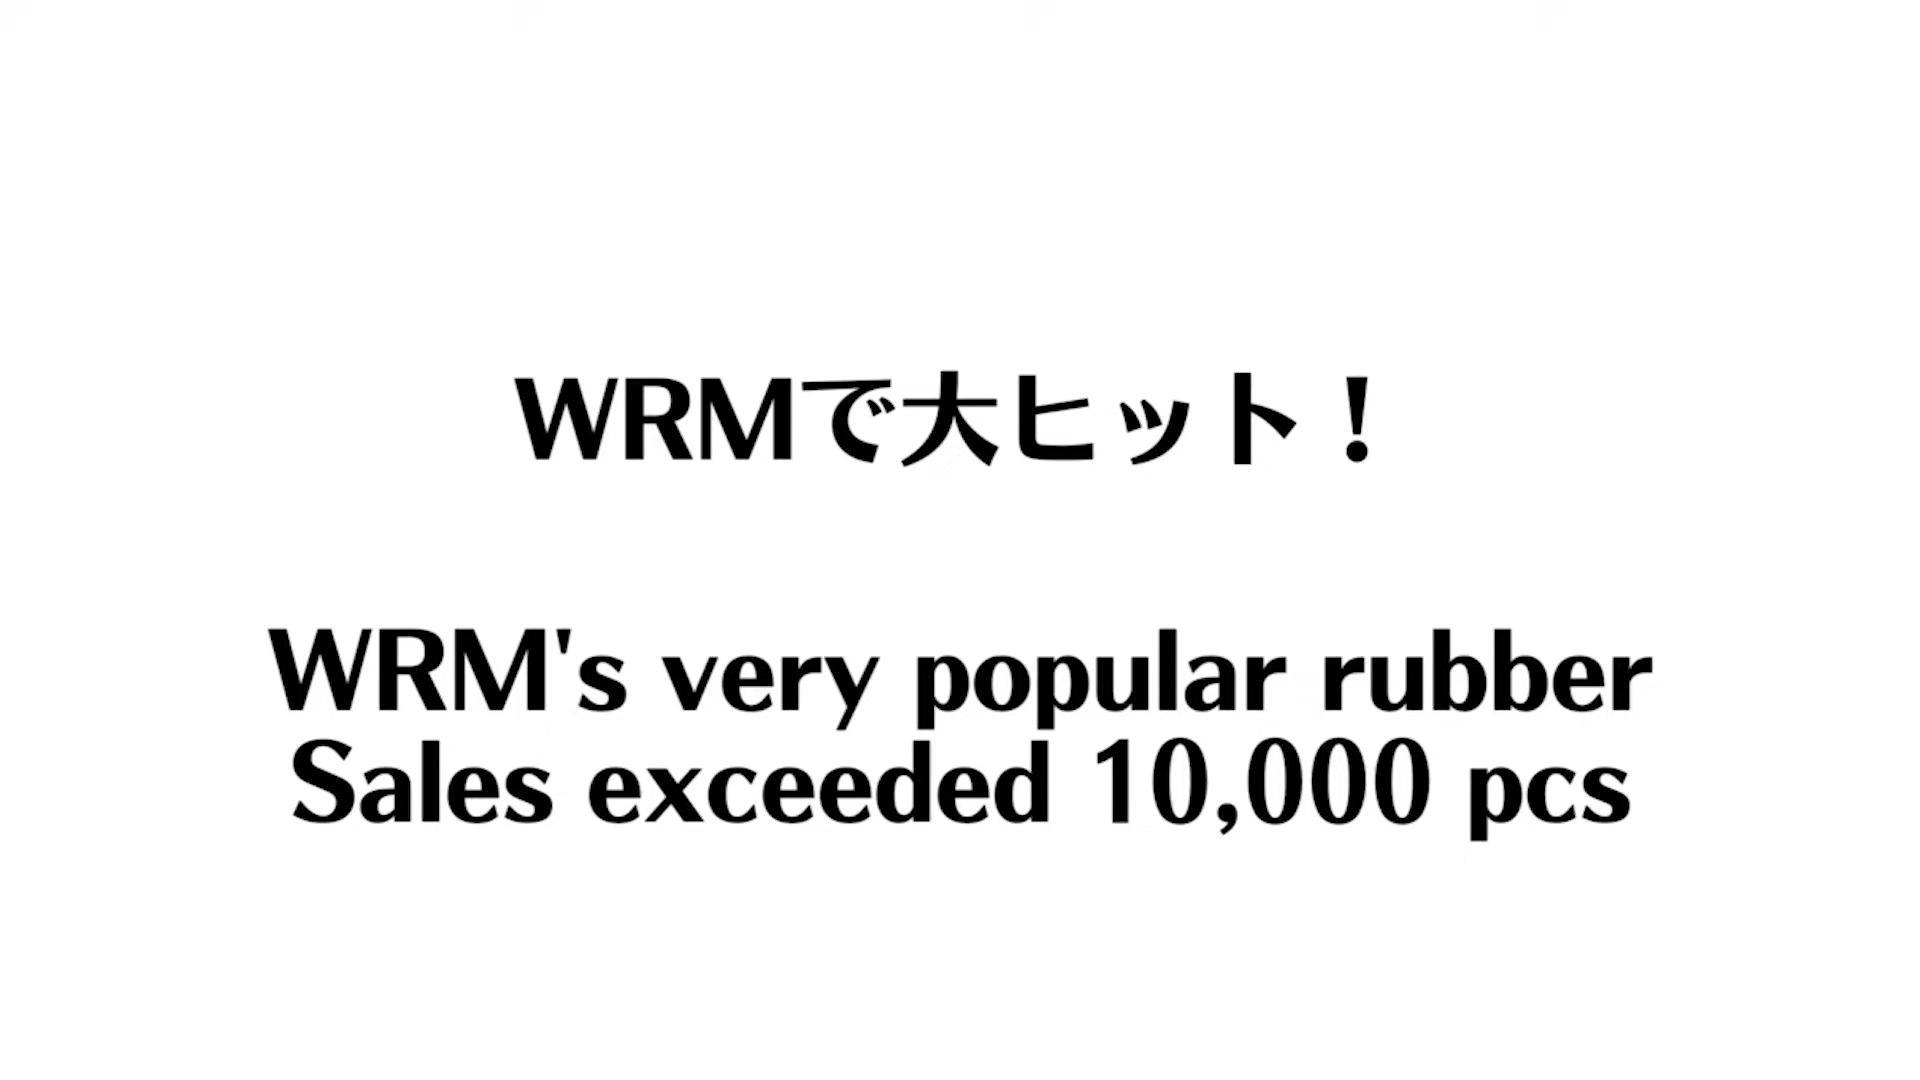 WRMで大ヒット！
WRM's very popular rubber
Sales exceeded 10,000 pcs